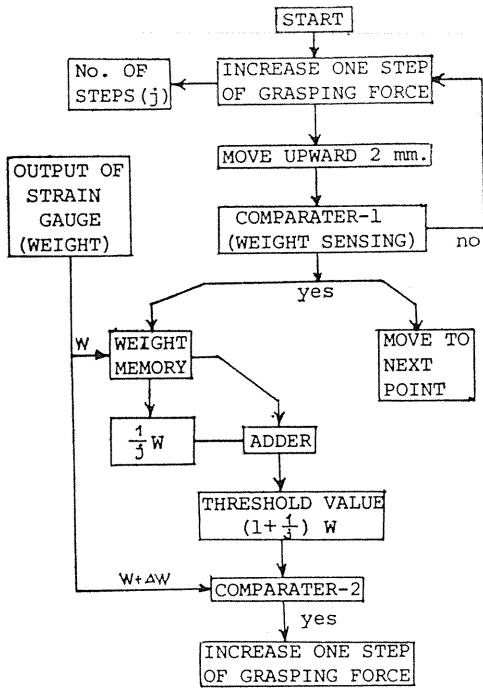 START
No. OF
STEPS(j)
INCREASE ONE STEP
OF GRASPING FORCE
MOVE UPWARD 2 mm.
OUTPUT OF
STRAIN
GAUGE
(WEIGHT)
COMPARATER-1
(WEIGHT SENSING)
no
yes
W
WEIGHT
MEMORY
MOVE TO
NEXT
POINT
1/j W
ADDER
THRESHOLD VALUE
(1+1/j) W
W+ΔW
COMPARATER-2
yes
INCREASE ONE STEP
OF GRASPING FORCE